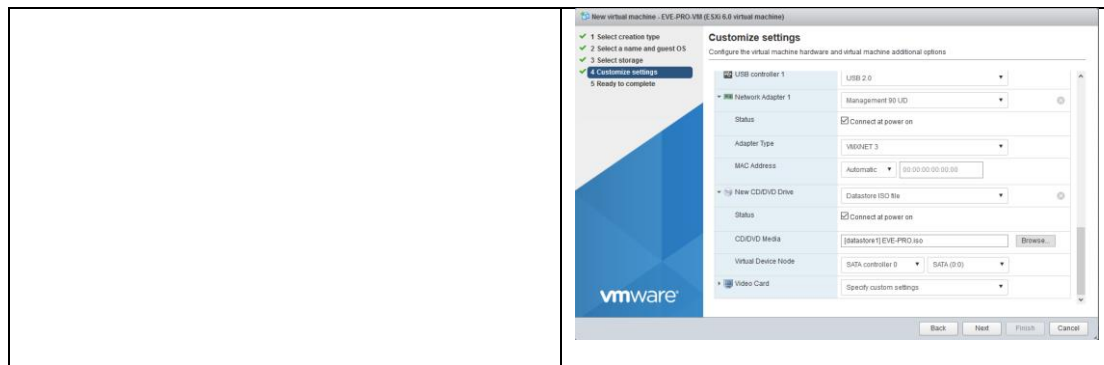 New virtual machine - EVE-PRO-VM (ESXi 6.0 virtual machine)
1 Select creation type
2 Select a name and guest OS
3 Select storage
4 Customize settings
5 Ready to complete
vmware
Customize settings
Configure the virtual machine hardware and virtual machine additional options
USB controller 1 USB 2.0
Network Adapter 1 Management 90 UD
Status Connect at power on
Adapter Type VMXNET 3
MAC Address Automatic 00:00:00:00:00:00
New CD/DVD Drive Datastore ISO file
Status Connect at power on
CD/DVD Media [datastore1] EVE-PRO.iso Browse...
Virtual Device Node SATA controller 0 SATA (0:0)
Video Card Specify custom settings
Back Next Finish Cancel